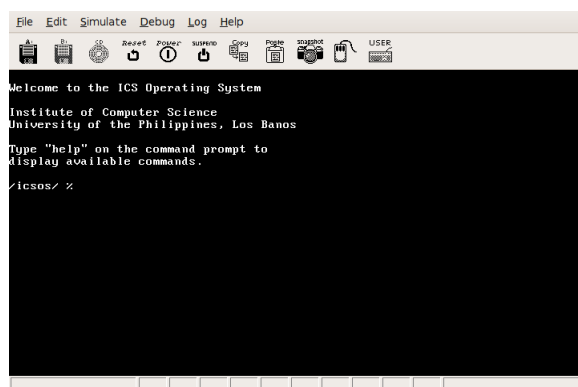 File Edit Simulate Debug Log Help
A: B: CD Reset Power SUSPEND Copy Paste snapshot USER
Welcome to the ICS Operating System
Institute of Computer Science
University of the Philippines, Los Banos
Type "help" on the command prompt to
display available commands.
/icsos/ %